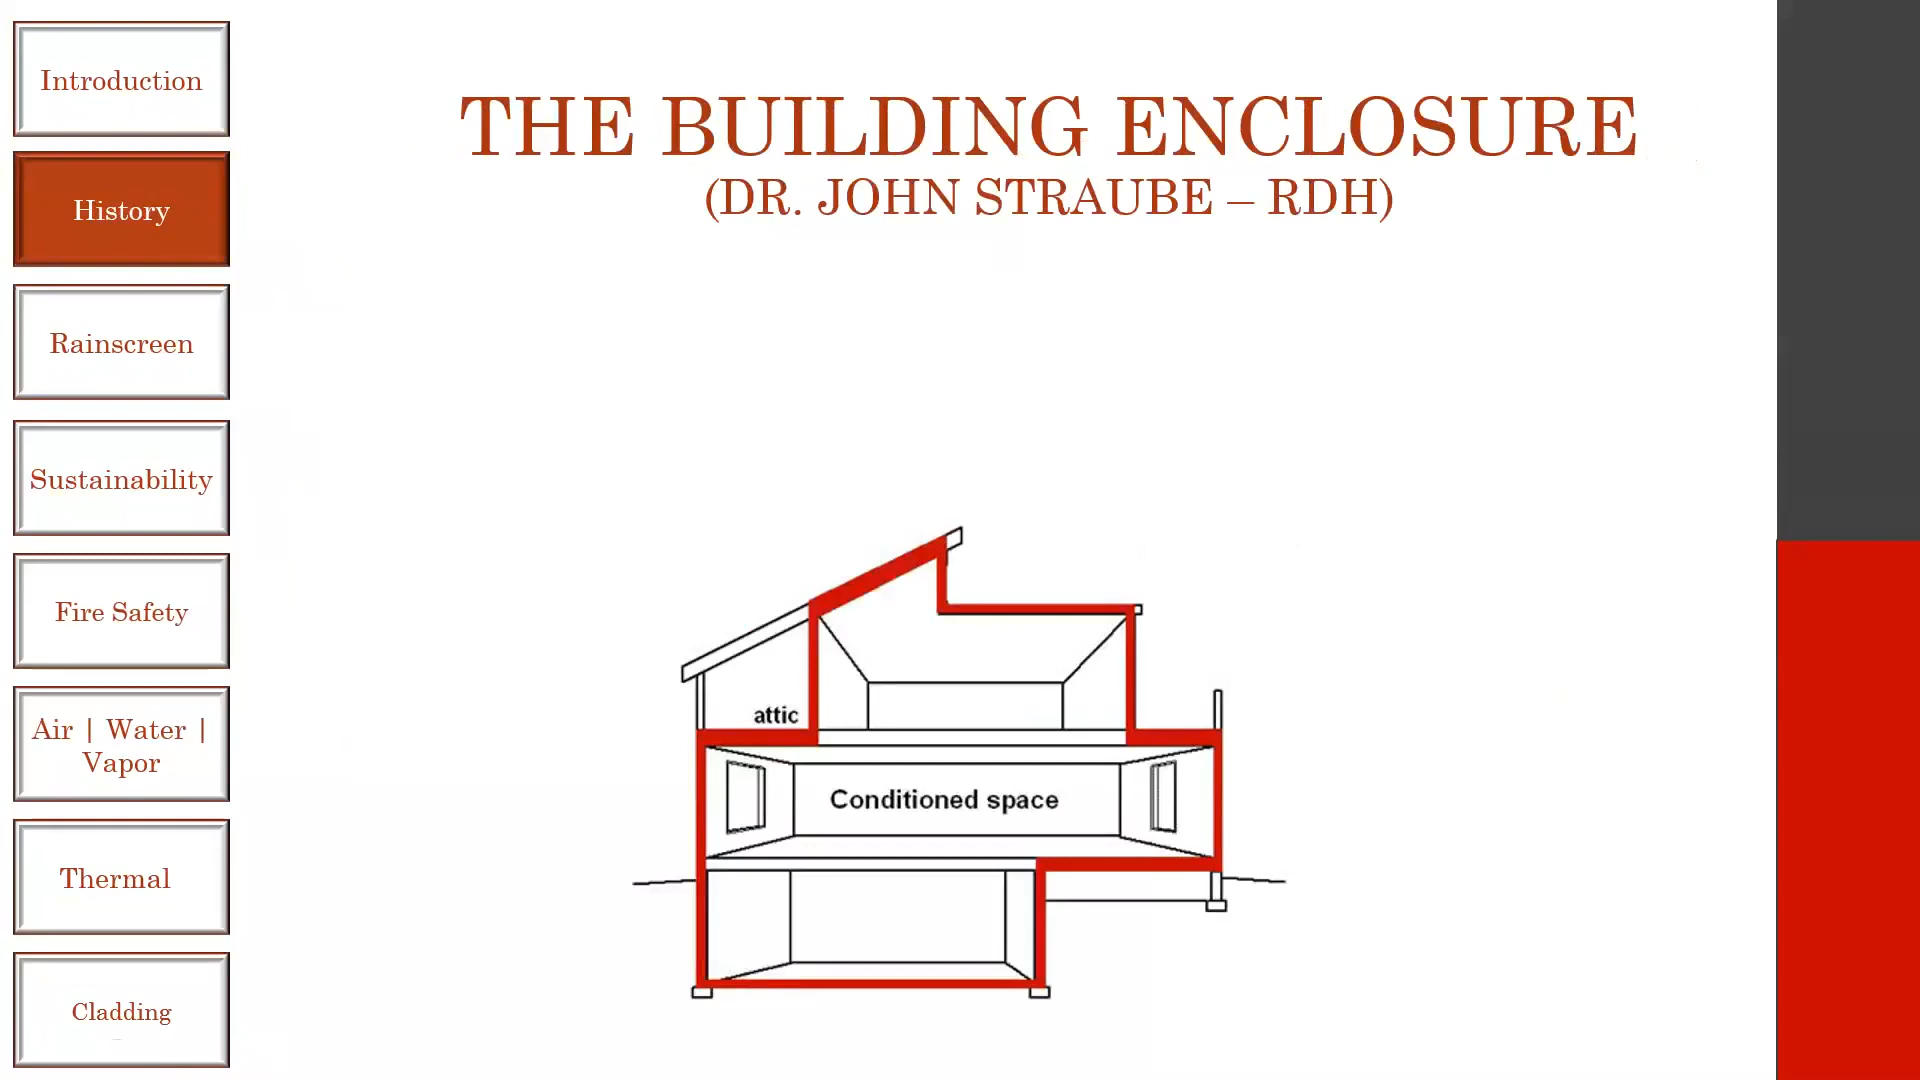 Introduction
History
Rainscreen
Sustainability
Fire Safety
Air | Water |
Vapor
Thermal
Cladding
THE BUILDING ENCLOSURE
(DR. JOHN STRAUBE – RDH)
attic
Conditioned space